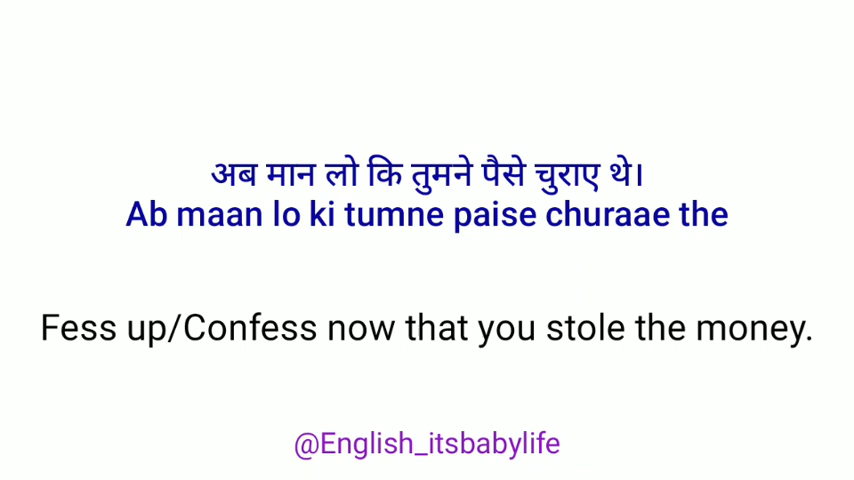 अब मान लो कि तुमने पैसे चुराए थे।
Ab maan lo ki tumne paise churaae the
Fess up/Confess now that you stole the money.
@English_itsbabylife